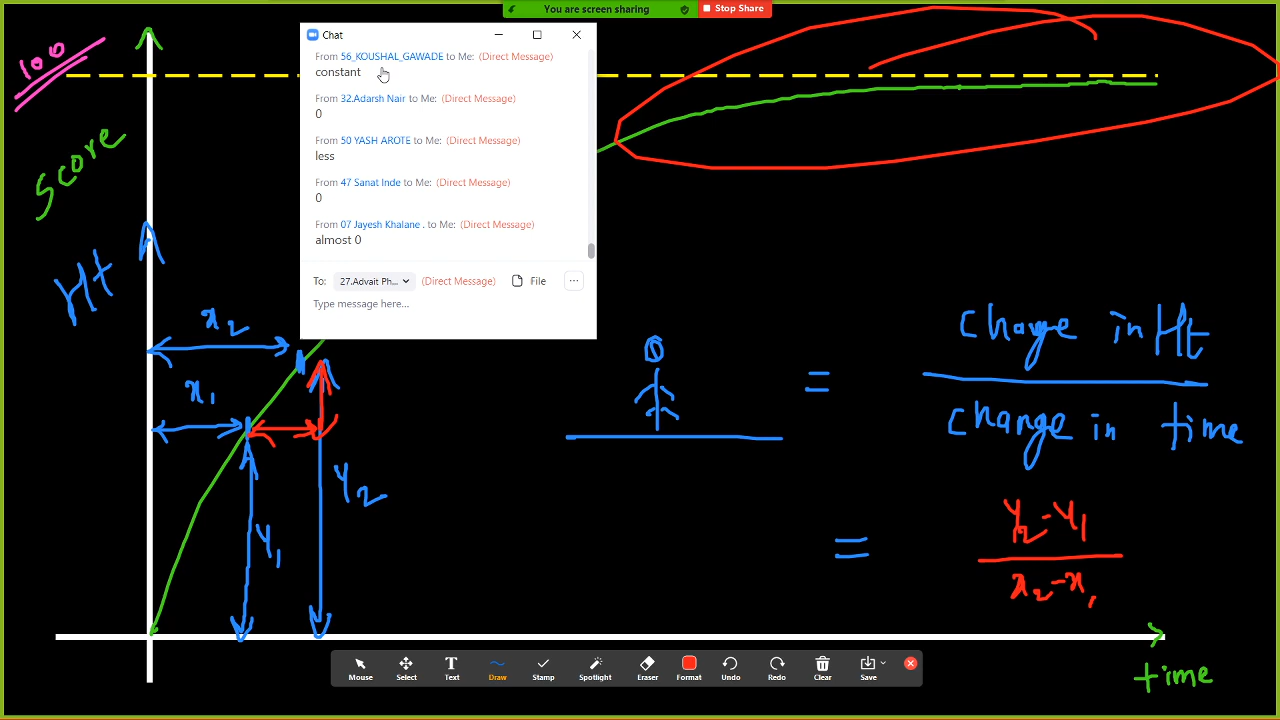 You are screen sharing
Stop Share
Chat
From 56_KOUSHAL_GAWADE to Me: (Direct Message)
constant
From 32.Adarsh Nair to Me: (Direct Message)
0
From 50 YASH AROTE to Me: (Direct Message)
less
From 47 Sanat Inde to Me: (Direct Message)
0
From 07 Jayesh Khalane . to Me: (Direct Message)
almost 0
To: 27.Advait Ph... (Direct Message) File ...
Type message here...
100
Score
Ht
x2
x1
y2
y1
= Change in Ht
change in time
= y2-y1
x2-x1
time
Mouse Select Text Draw Stamp Spotlight Eraser Format Undo Redo Clear Save